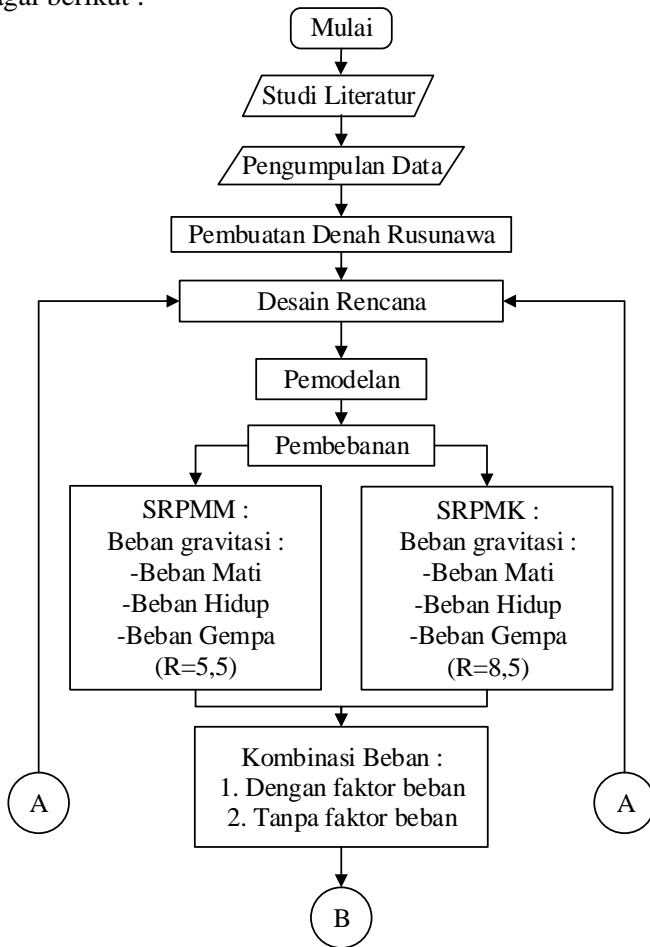 berikut :
Mulai
Studi Literatur
Pengumpulan Data
Pembuatan Denah Rusunawa
Desain Rencana
Pemodelan
Pembebanan
SRPMM :
Beban gravitasi :
-Beban Mati
-Beban Hidup
-Beban Gempa
(R=5,5)
SRPMK :
Beban gravitasi :
-Beban Mati
-Beban Hidup
-Beban Gempa
(R=8,5)
Kombinasi Beban :
1. Dengan faktor beban
2. Tanpa faktor beban
A
A
B